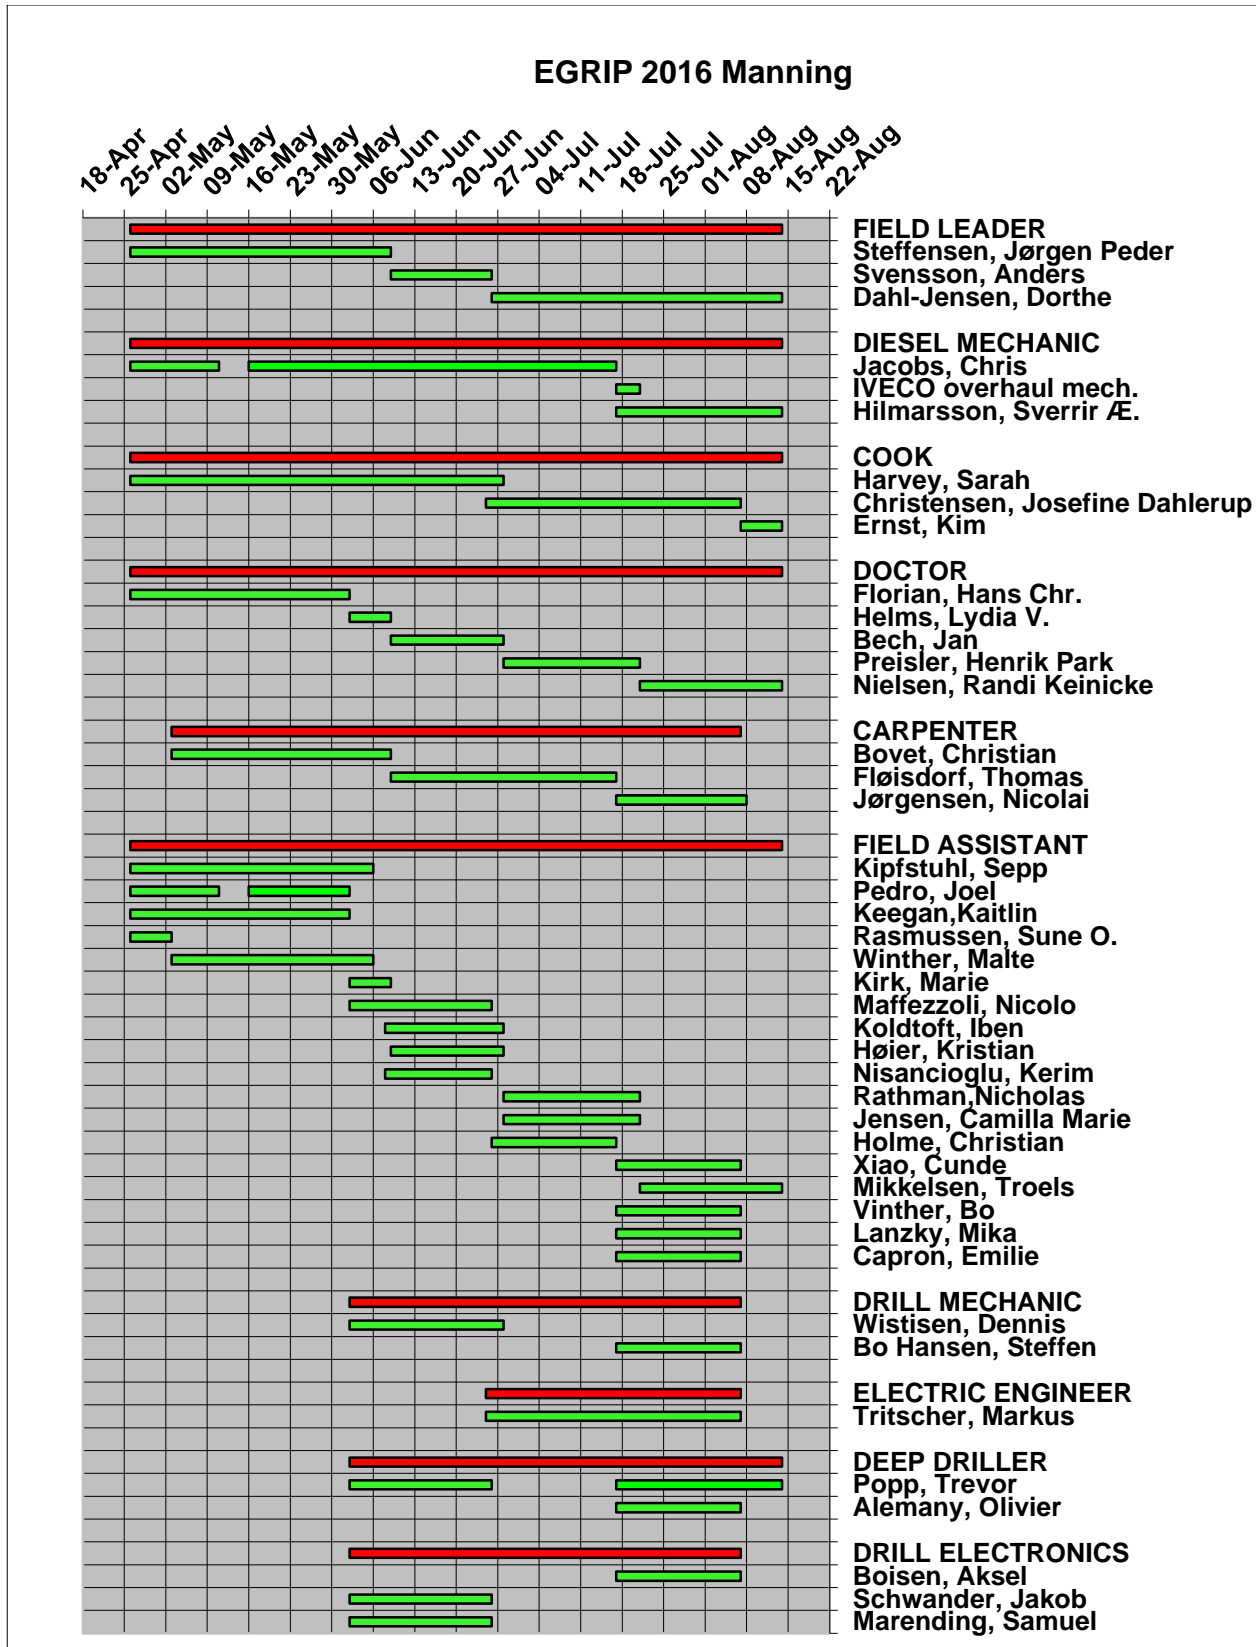 EGRIP 2016 Manning
18-Apr
25-Apr
02-May
09-May
16-May
23-May
30-May
06-Jun
13-Jun
20-Jun
27-Jun
04-Jul
11-Jul
18-Jul
25-Jul
01-Aug
08-Aug
15-Aug
22-Aug
FIELD LEADER
Steffensen, Jørgen Peder
Svensson, Anders
Dahl-Jensen, Dorthe
DIESEL MECHANIC
Jacobs, Chris
IVECO overhaul mech.
Hilmarsson, Sverrir Æ.
COOK
Harvey, Sarah
Christensen, Josefine Dahlerup
Ernst, Kim
DOCTOR
Florian, Hans Chr.
Helms, Lydia V.
Bech, Jan
Preisler, Henrik Park
Nielsen, Randi Keinicke
CARPENTER
Bovet, Christian
Fløisdorf, Thomas
Jørgensen, Nicolai
FIELD ASSISTANT
Kipfstuhl, Sepp
Pedro, Joel
Keegan,Kaitlin
Rasmussen, Sune O.
Winther, Malte
Kirk, Marie
Maffezzoli, Nicolo
Koldtoft, Iben
Høier, Kristian
Nisancioglu, Kerim
Rathman,Nicholas
Jensen, Camilla Marie
Holme, Christian
Xiao, Cunde
Mikkelsen, Troels
Vinther, Bo
Lanzky, Mika
Capron, Emilie
DRILL MECHANIC
Wistisen, Dennis
Bo Hansen, Steffen
ELECTRIC ENGINEER
Tritscher, Markus
DEEP DRILLER
Popp, Trevor
Alemany, Olivier
DRILL ELECTRONICS
Boisen, Aksel
Schwander, Jakob
Marending, Samuel